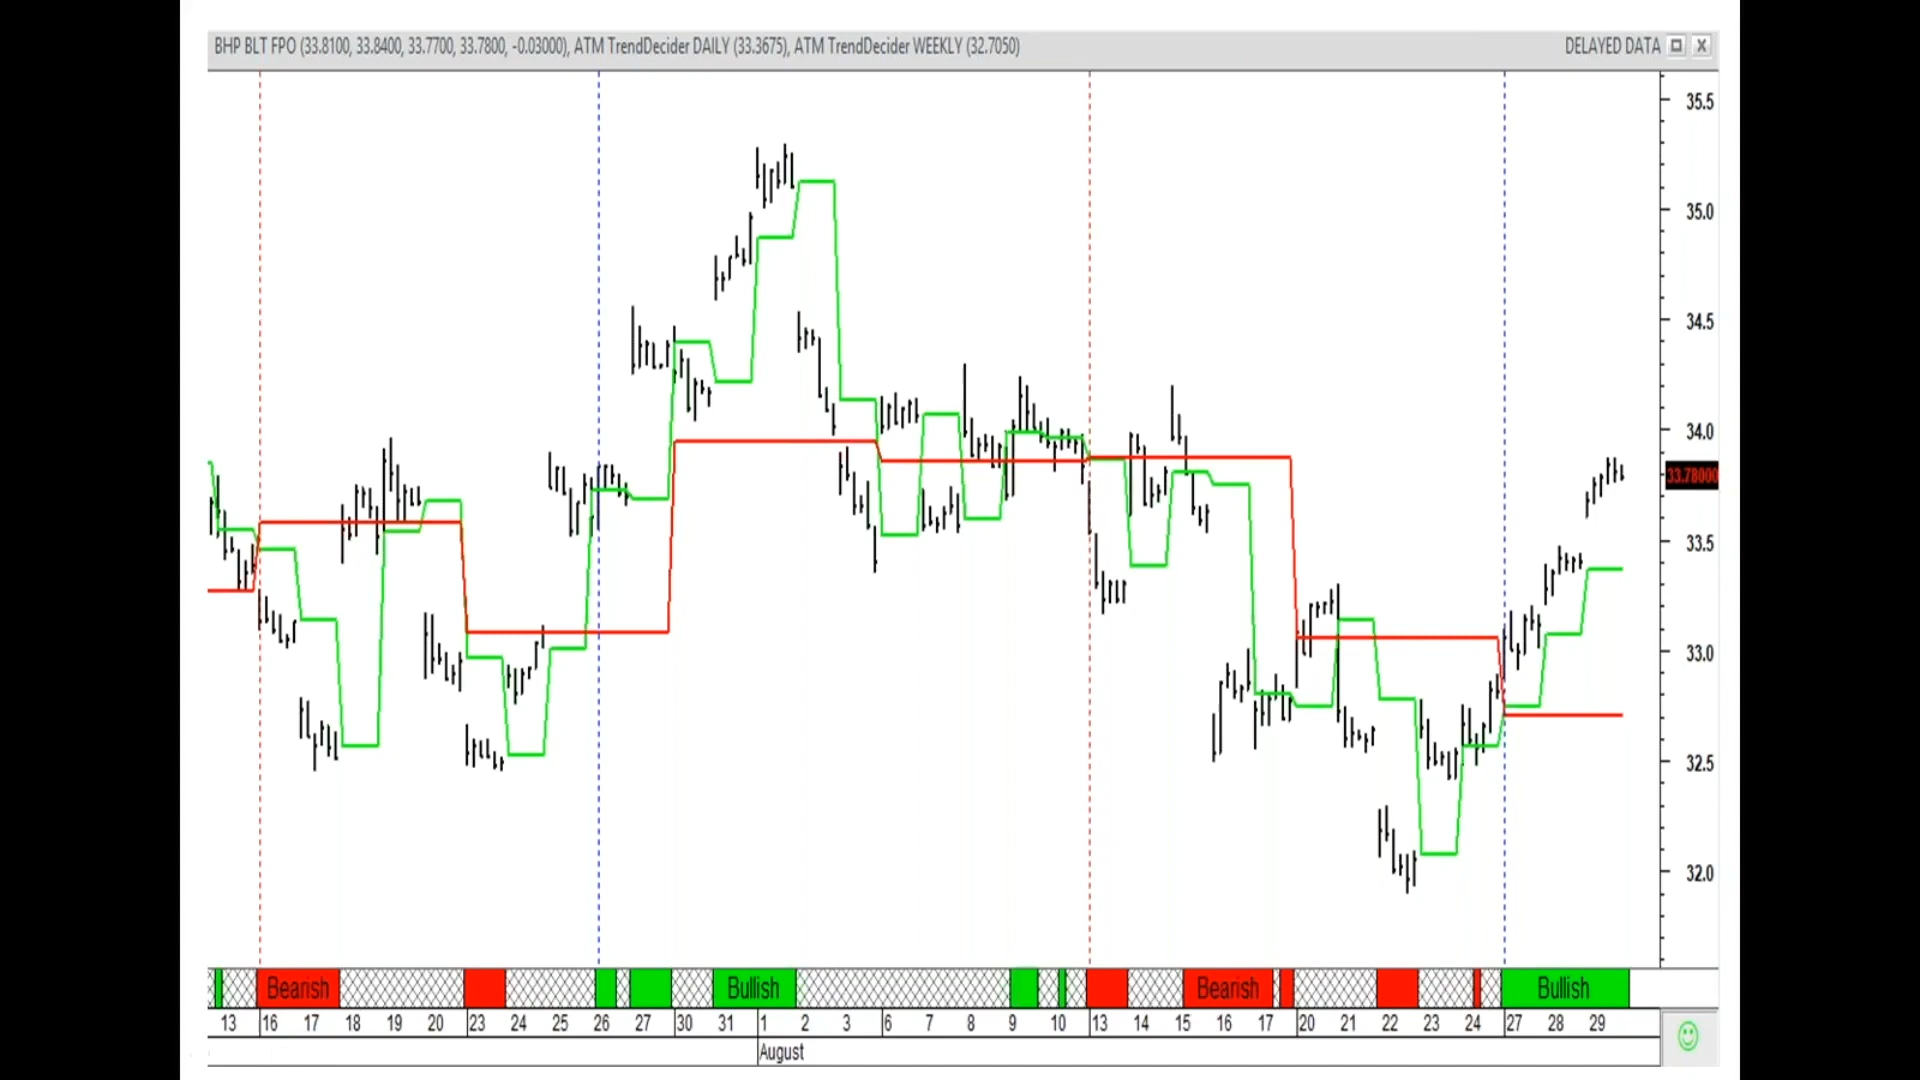 BHP BLT FPO (33.8100, 33.8400, 33.7700, 33.7800, -0.03000), ATM TrendDecider DAILY (33.3675), ATM TrendDecider WEEKLY (32.7050)
DELAYED DATA
35.5
35.0
34.5
34.0
33.78000
33.5
33.0
32.5
32.0
Bearish Bullish Bearish Bullish
13 16 17 18 19 20 23 24 25 26 27 30 31 1 2 3 6 7 8 9 10 13 14 15 16 17 20 21 22 23 24 27 28 29
August